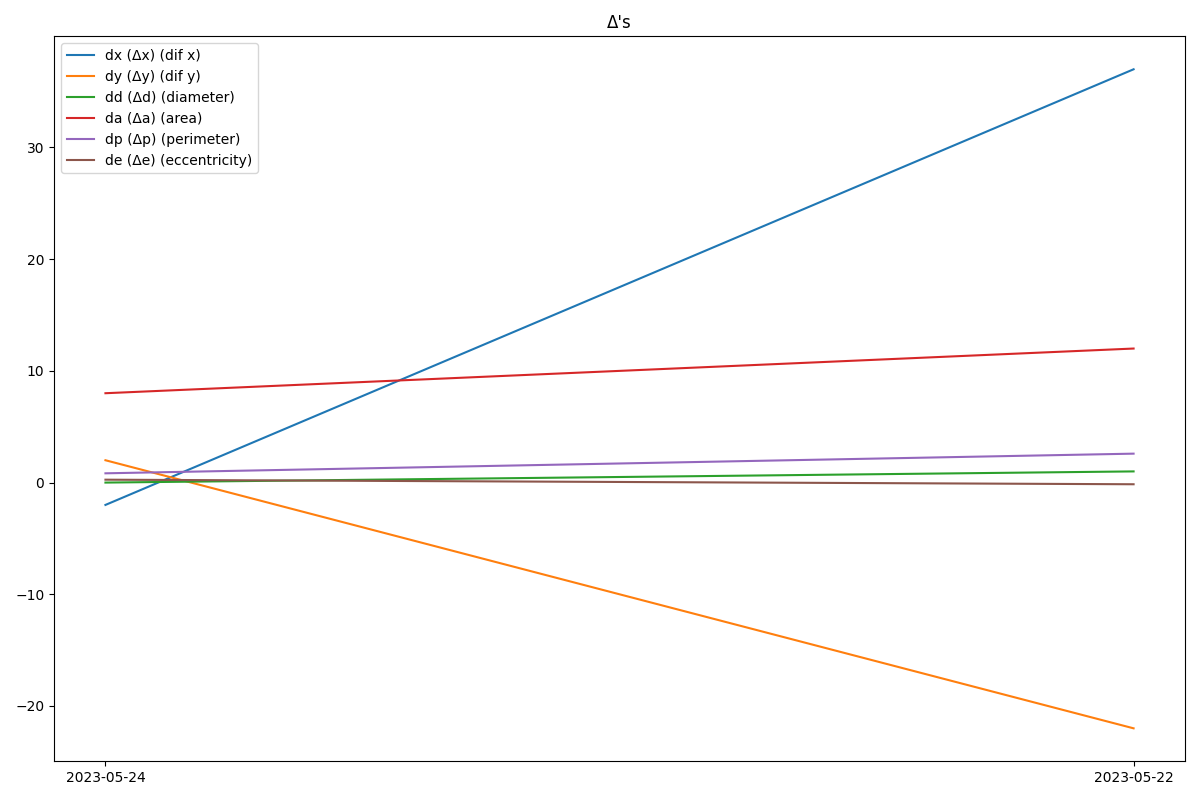 Δ's
dx (Δx) (dif x)
dy (Δy) (dif y)
dd (Δd) (diameter)
da (Δa) (area)
dp (Δp) (perimeter)
de (Δe) (eccentricity)
30
20
10
0
−10
−20
2023-05-24
2023-05-22